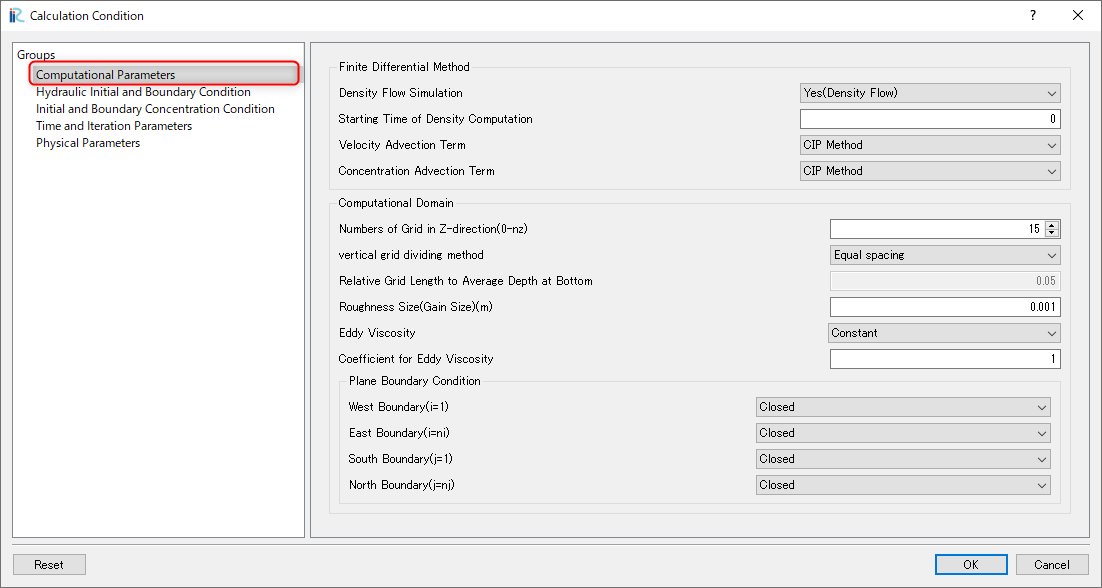 iRC Calculation Condition
?
Groups
Computational Parameters
Hydraulic Initial and Boundary Condition
Initial and Boundary Concentration Condition
Time and Iteration Parameters
Physical Parameters
Finite Differential Method
Density Flow Simulation Yes(Density Flow)
Starting Time of Density Computation 0
Velocity Advection Term CIP Method
Concentration Advection Term CIP Method
Computational Domain
Numbers of Grid in Z-direction(0-nz) 15
vertical grid dividing method Equal spacing
Relative Grid Length to Average Depth at Bottom 0.05
Roughness Size(Gain Size)(m) 0.001
Eddy Viscosity Constant
Coefficient for Eddy Viscosity 1
Plane Boundary Condition
West Boundary(i=1) Closed
East Boundary(i=ni) Closed
South Boundary(j=1) Closed
North Boundary(j=nj) Closed
Reset OK Cancel